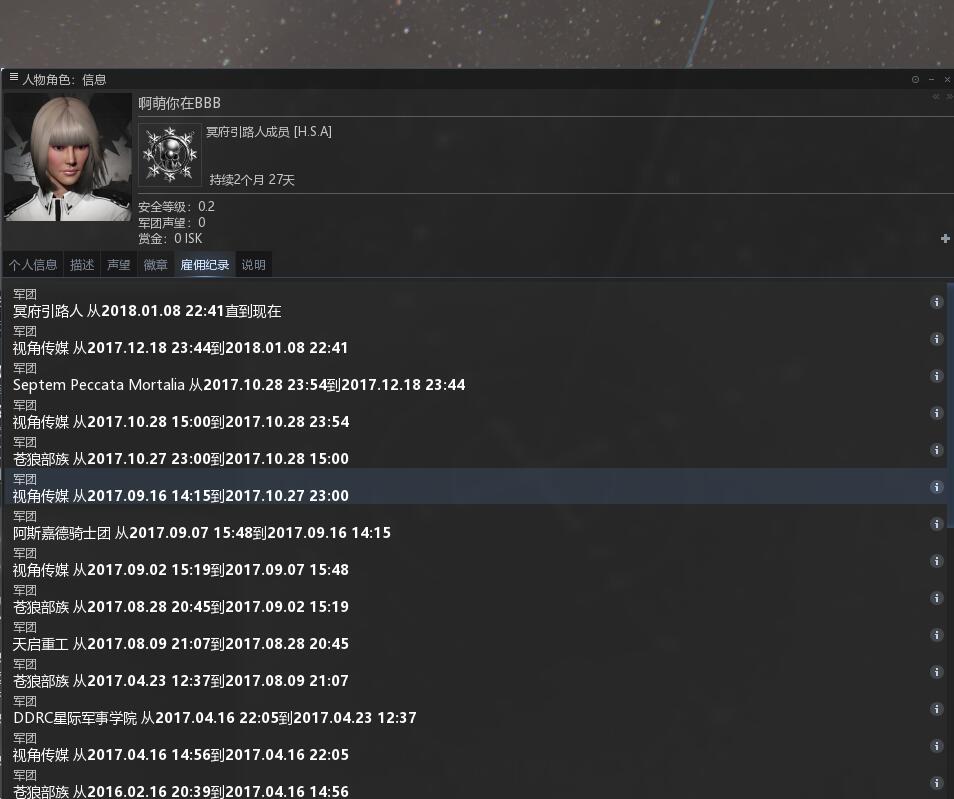 人物角色：信息
啊萌你在BBB
冥府引路人成员 [H.S.A]
持续2个月 27天
安全等级：0.2
军团声望：0
赏金：0 ISK
个人信息 描述 声望 徽章 雇佣纪录 说明
军团
冥府引路人 从2018.01.08 22:41直到现在
军团
视角传媒 从2017.12.18 23:44到2018.01.08 22:41
军团
Septem Peccata Mortalia 从2017.10.28 23:54到2017.12.18 23:44
军团
视角传媒 从2017.10.28 15:00到2017.10.28 23:54
军团
苍狼部族 从2017.10.27 23:00到2017.10.28 15:00
军团
视角传媒 从2017.09.16 14:15到2017.10.27 23:00
军团
阿斯嘉德骑士团 从2017.09.07 15:48到2017.09.16 14:15
军团
视角传媒 从2017.09.02 15:19到2017.09.07 15:48
军团
苍狼部族 从2017.08.28 20:45到2017.09.02 15:19
军团
天启重工 从2017.08.09 21:07到2017.08.28 20:45
军团
苍狼部族 从2017.04.23 12:37到2017.08.09 21:07
军团
DDRC星际军事学院 从2017.04.16 22:05到2017.04.23 12:37
军团
视角传媒 从2017.04.16 14:56到2017.04.16 22:05
军团
苍狼部族 从2016.02.16 20:39到2017.04.16 14:56